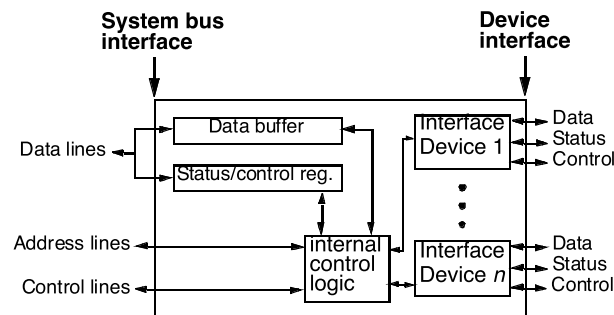 System bus
interface
Device
interface
Data lines
Data buffer
Status/control reg.
Interface
Device 1
Data
Status
Control
Address lines
Control lines
internal
control
logic
Interface
Device n
Data
Status
Control